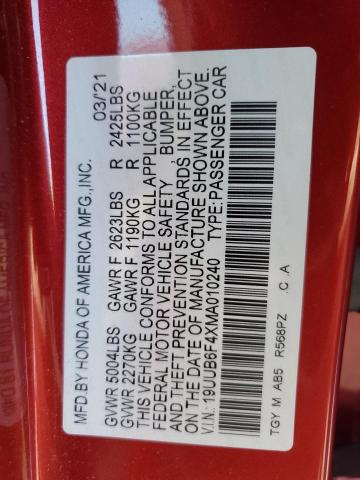 MFD.BY HONDA OF AMERICA MFG.,INC. 03/'21
GVWR 5004LBS GAWR F 2623LBS R 2425LBS
GVWR 2270KG GAWR F 1190KG R 1100KG
THIS VEHICLE CONFORMS TO ALL APPLICABLE
FEDERAL MOTOR VEHICLE SAFETY , BUMPER,
AND THEFT PREVENTION STANDARDS IN EFFECT
ON THE DATE OF MANUFACTURE SHOWN ABOVE.
V.I.N.: 19UUB6F4XMA010240 TYPE:PASSENGER CAR
TGY M AB5 R568PZ .C .A